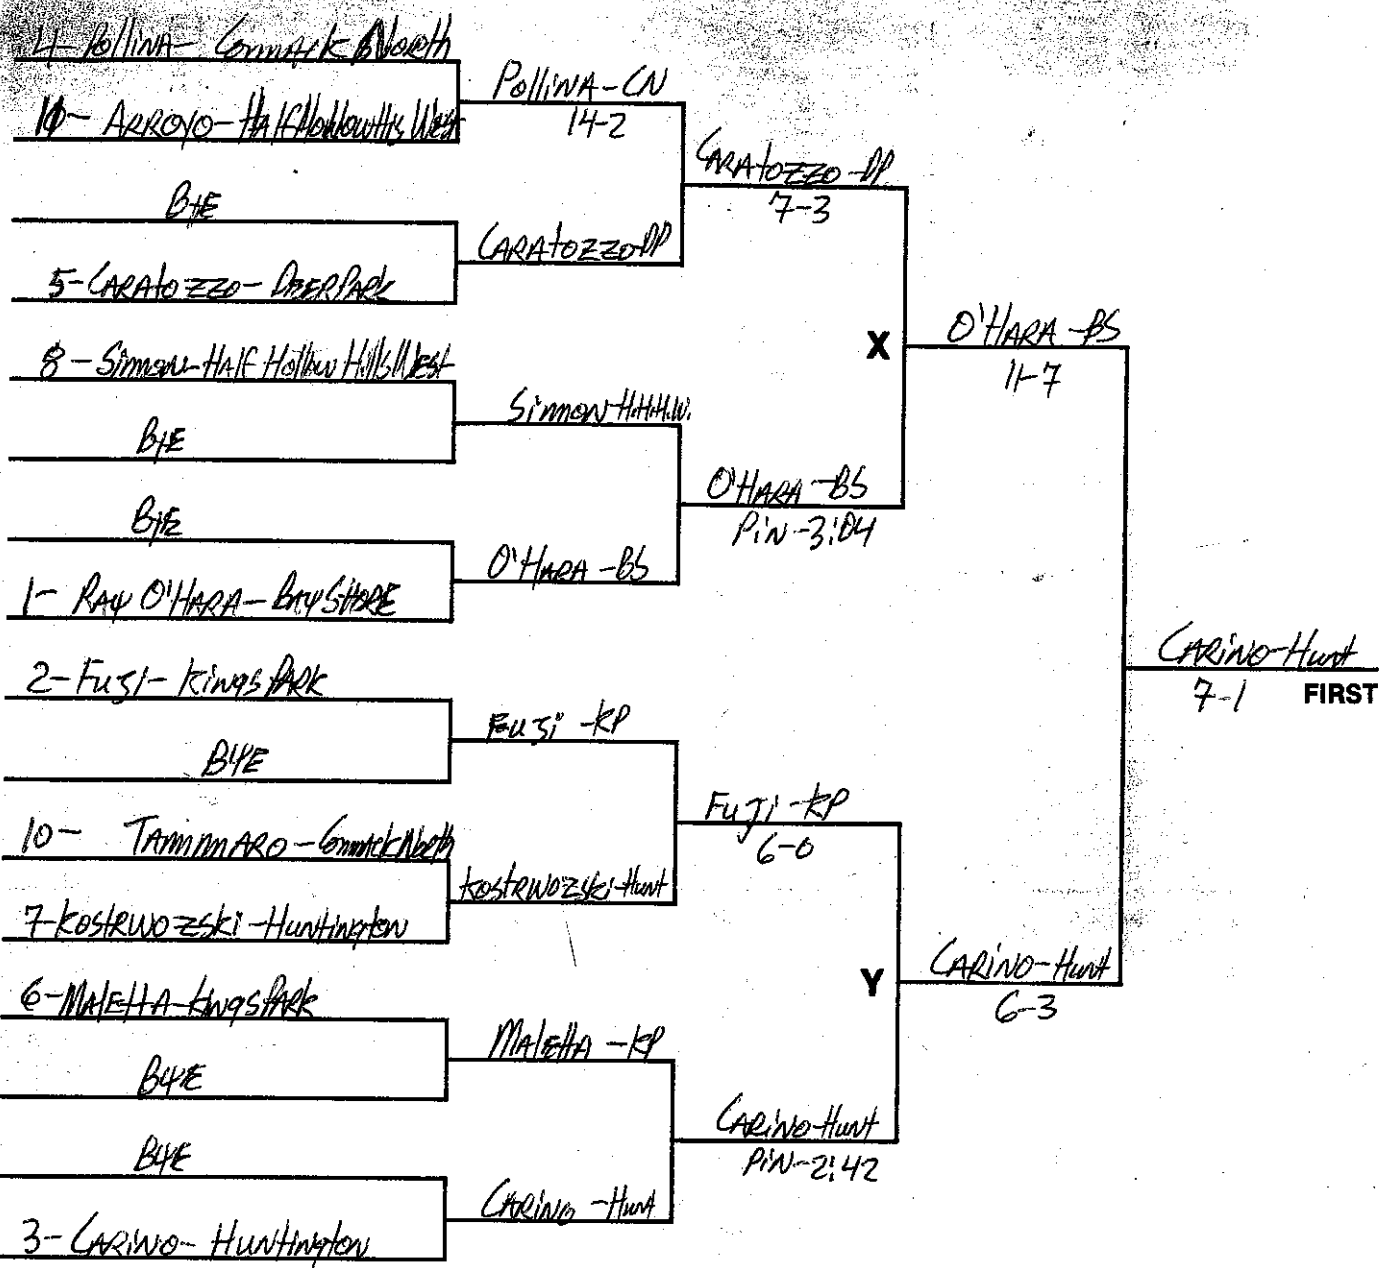 4-Pollina-Commack North
Pollina-CN
10- Arroyo-Half Hollow Hls West
14-2
Caratozzo-DP
7-3
BYE
Caratozzo-DP
5-Caratozzo-Deer Park
O'Hara-BS
8-Simmon-Half Hollow Hills West
X
11-7
Simmon-H.H.H.W.
BYE
O'Hara-BS
BYE
Pin-3:04
O'Hara-BS
1- Ray O'Hara-Bay Shore
Carino-Hunt
2-Fuji-Kings Park
7-1 FIRST
Fuji-KP
BYE
Fuji-KP
10- Tammaro-Commack North
6-0
Kostrwozski-Hunt
7-Kostrwozski-Huntington
Carino-Hunt
Y
6-Maletta-Kings Park
6-3
Maletta-KP
BYE
Carino-Hunt
BYE
Pin-2:42
Carino-Hunt
3-Carino-Huntington